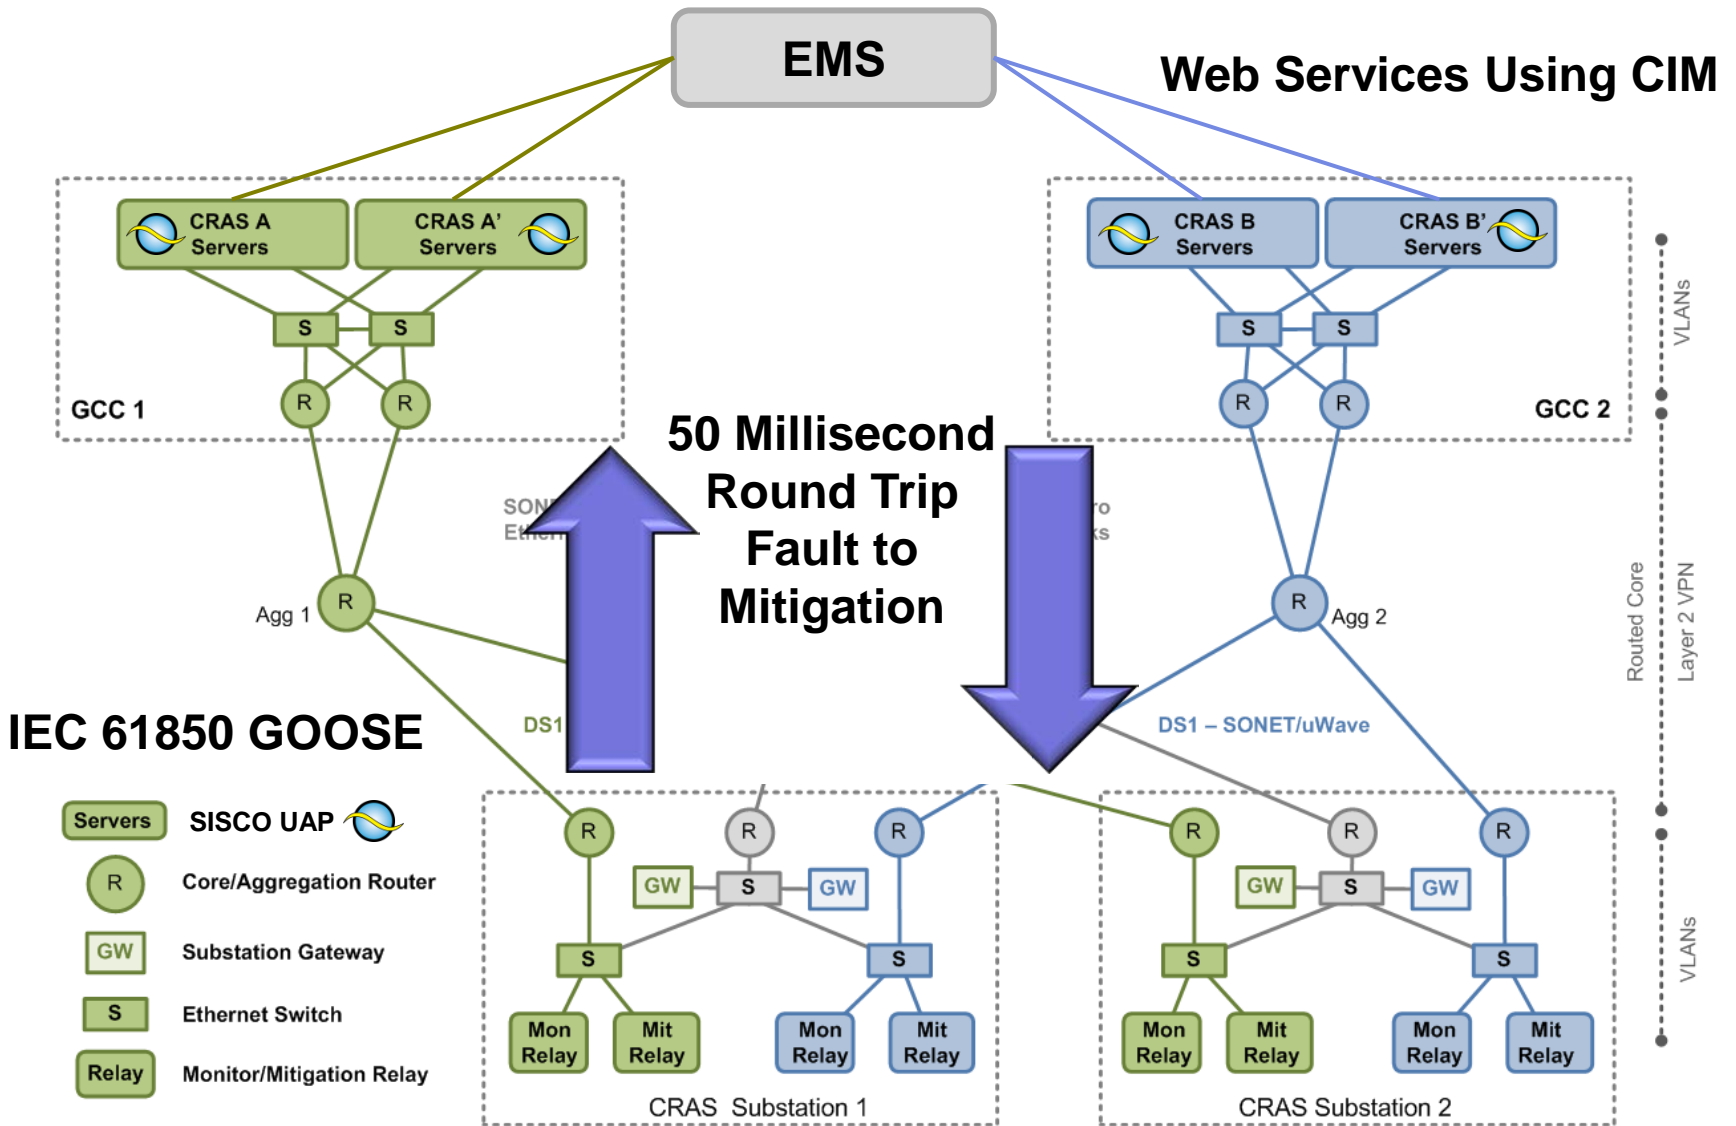 EMS
Web Services Using CIM
CRAS A
Servers
CRAS A’
Servers
CRAS B
Servers
CRAS B’
Servers
S
S
S
S
R
R
R
R
GCC 1
GCC 2
VLANs
50 Millisecond
Round Trip
Fault to
Mitigation
R
Agg 1
R
Agg 2
Routed Core
Layer 2 VPN
IEC 61850 GOOSE
DS1
DS1 – SONET/uWave
Servers
SISCO UAP
R
Core/Aggregation Router
GW
Substation Gateway
S
Ethernet Switch
Relay
Monitor/Mitigation Relay
R
R
R
GW
S
GW
S
S
Mon
Relay
Mit
Relay
Mon
Relay
Mit
Relay
CRAS Substation 1
R
R
R
GW
S
GW
S
S
Mon
Relay
Mit
Relay
Mon
Relay
Mit
Relay
CRAS Substation 2
VLANs